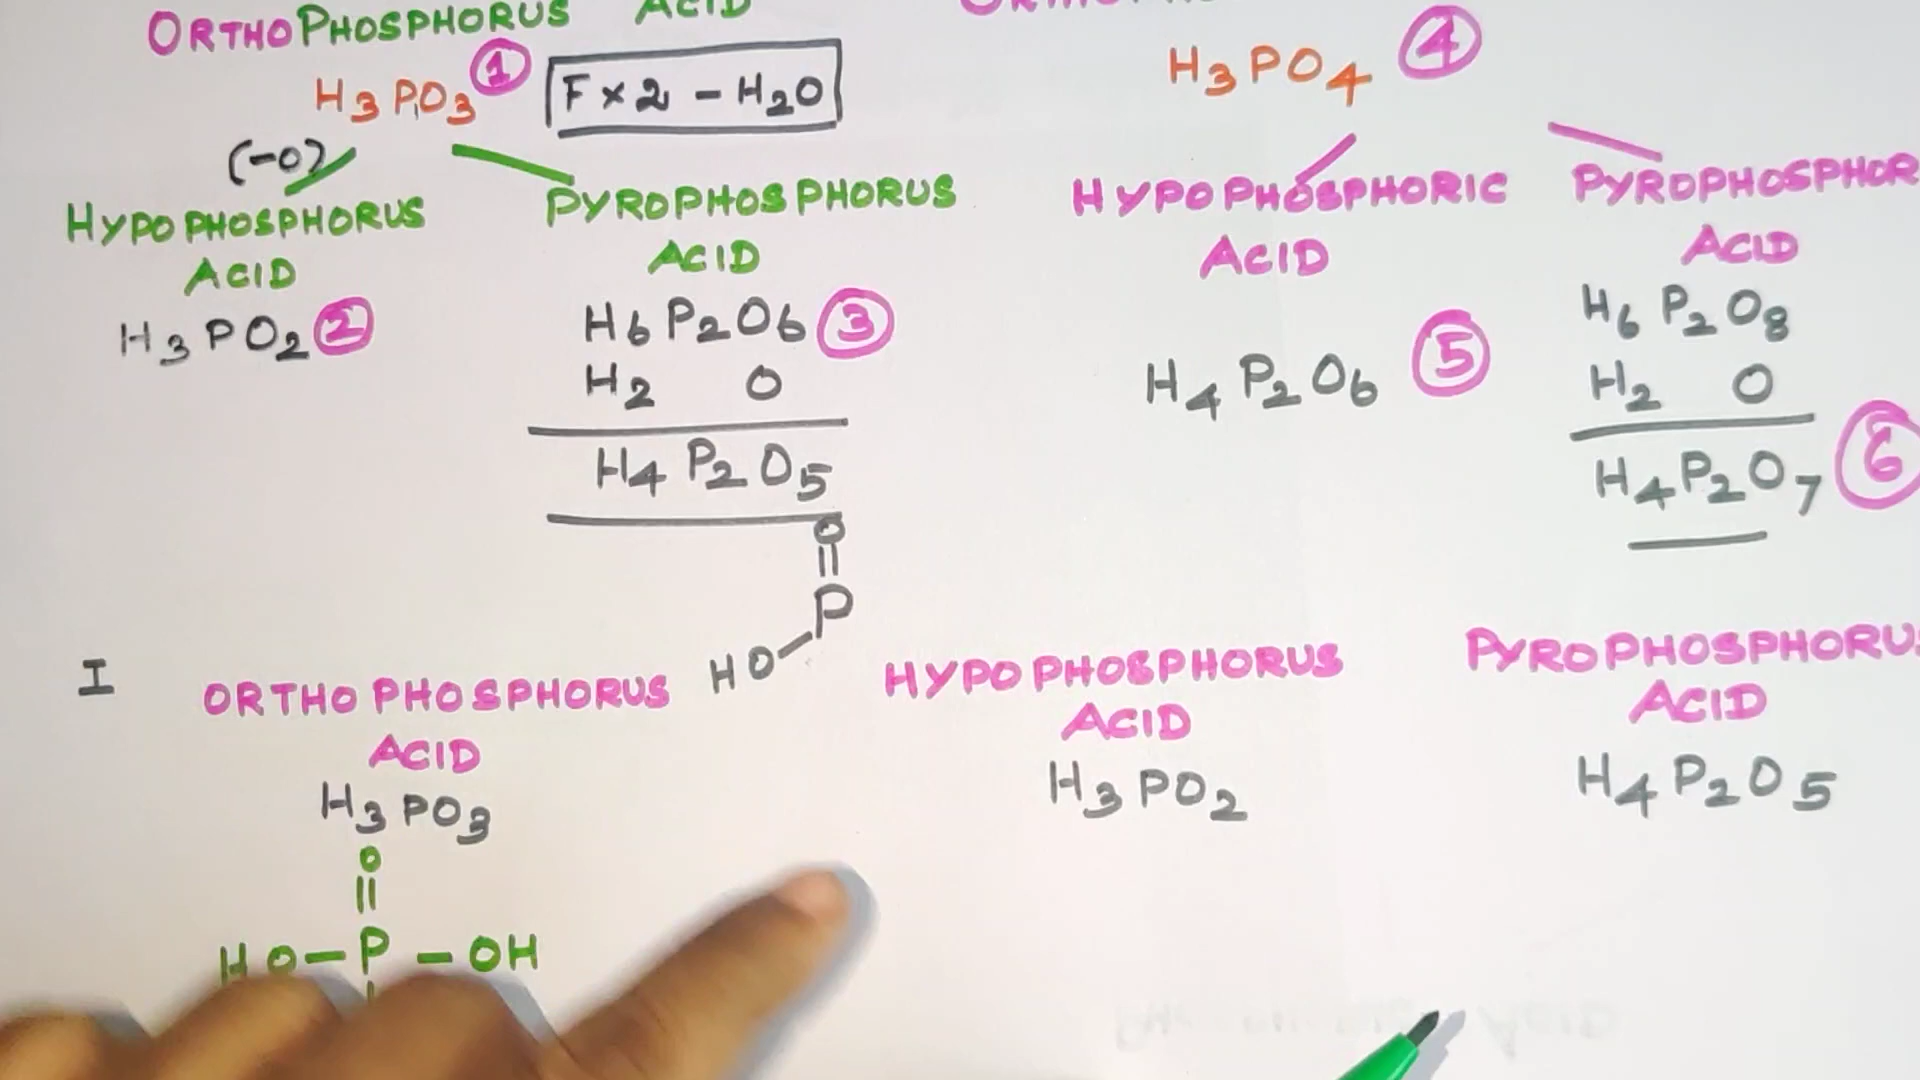 ORTHOPHOSPHORUS ACID
H3PO3 1 F × 2 - H2O
(-O)
HYPOPHOSPHORUS
ACID
H3PO2 2
PYROPHOSPHORUS
ACID
H6P2O6 3
H2 O
H4P2O5
O
||
P
HO
H3PO4 4
HYPOPHOSPHORIC
ACID
H4P2O6 5
PYROPHOSPHOR
ACID
H6P2O8
H2 O
H4P2O7 6
I
ORTHOPHOSPHORUS
ACID
H3PO3
O
||
HO-P-OH
HYPOPHOSPHORUS
ACID
H3PO2
PYROPHOSPHORUS
ACID
H4P2O5